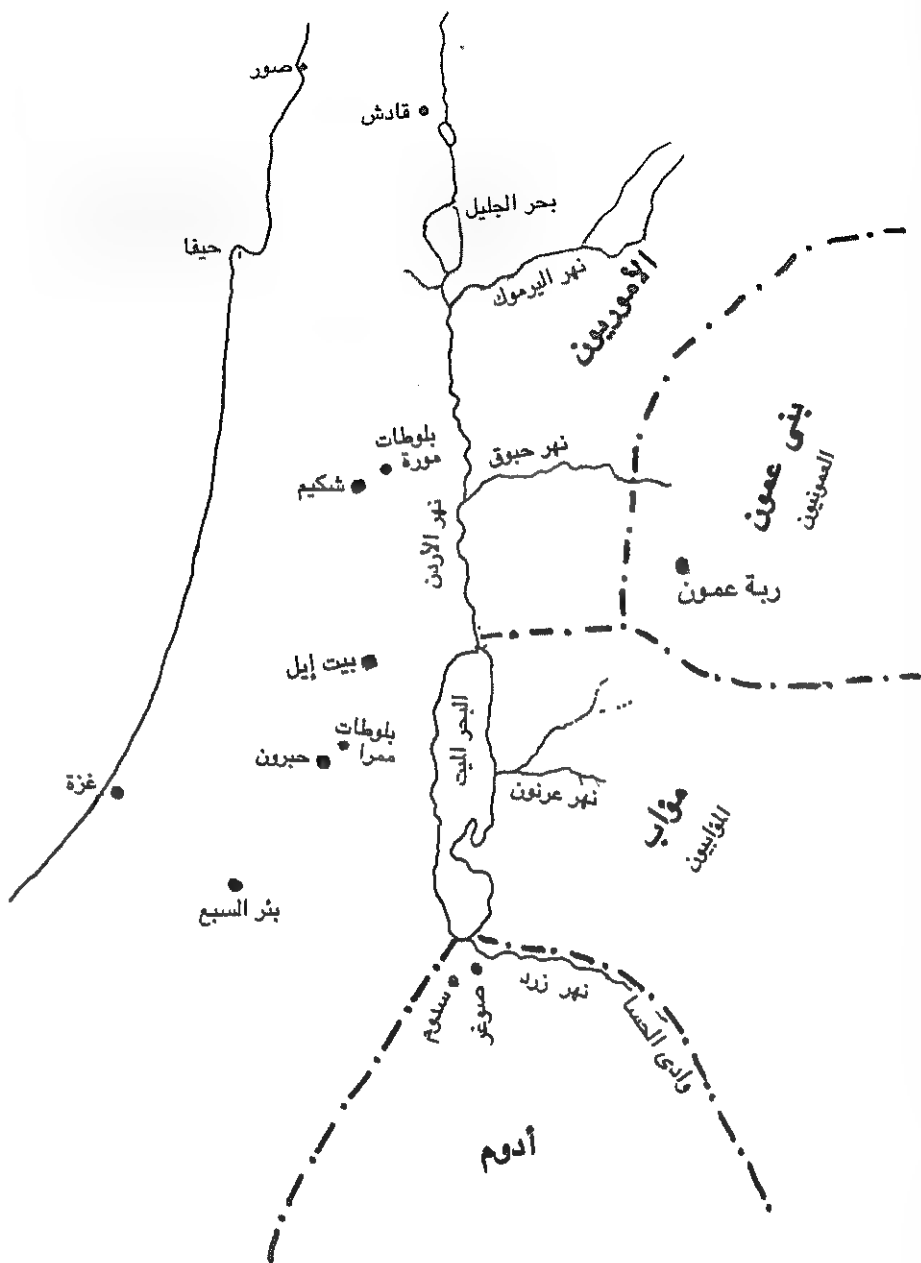 صور
قادش
بحر الجليل
حيفا
نهر اليرموك
الأموريون
بنى عمون
العمونيون
بلوطات
مورة
شكيم
نهر حبوق
نهر الأردن
ربة عمون
بيت إيل
البحر الميت
بلوطات
ممرا
حبرون
نهر عرنون
غزة
مؤاب
المؤابيون
بئر السبع
سدوم
صوغر
نهر زرد
وادى الحسا
أدوم